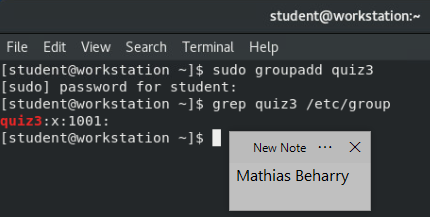 student@workstation:~
File Edit View Search Terminal Help
[student@workstation ~]$ sudo groupadd quiz3
[sudo] password for student:
[student@workstation ~]$ grep quiz3 /etc/group
quiz3:x:1001:
[student@workstation ~]$
New Note ··· ×
Mathias Beharry